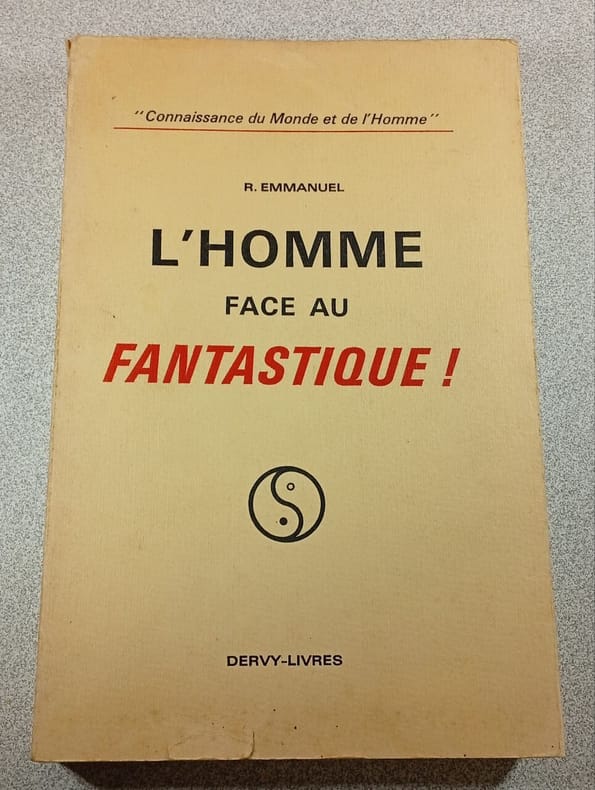 "Connaissance du Monde et de l'Homme"
R. EMMANUEL
L'HOMME
FACE AU
FANTASTIQUE !
DERVY-LIVRES